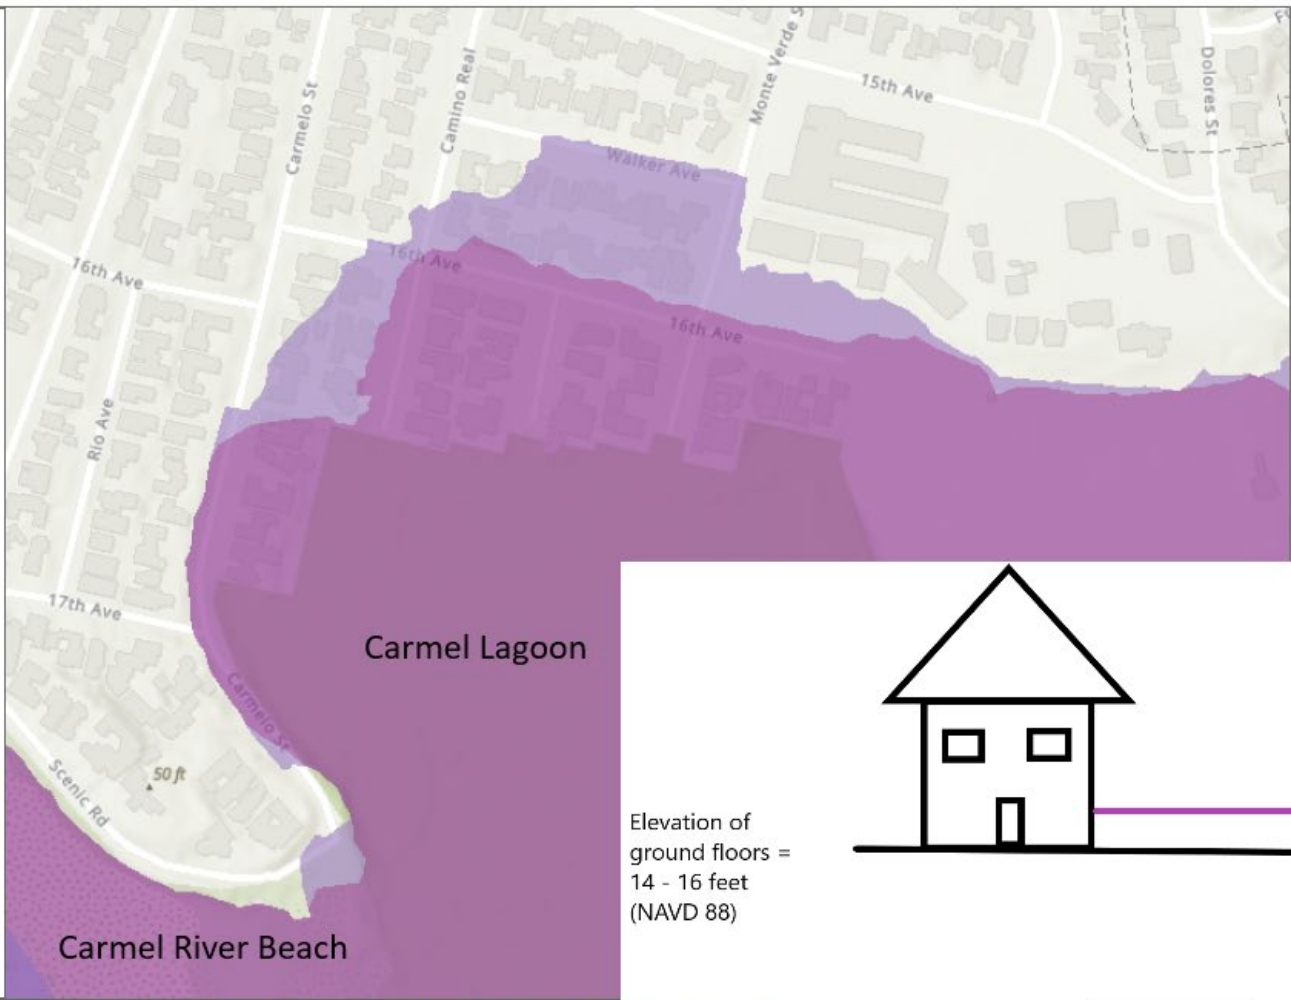 Monte Verde S
Dolores St
15th Ave
Camino Real
Carmelo St
Walker Ave
16th Ave
16th Ave
16th Ave
Rio Ave
17th Ave
Carmel Lagoon
Carmelo St
50 ft
Scenic Rd
Elevation of
ground floors =
14 - 16 feet
(NAVD 88)
Carmel River Beach